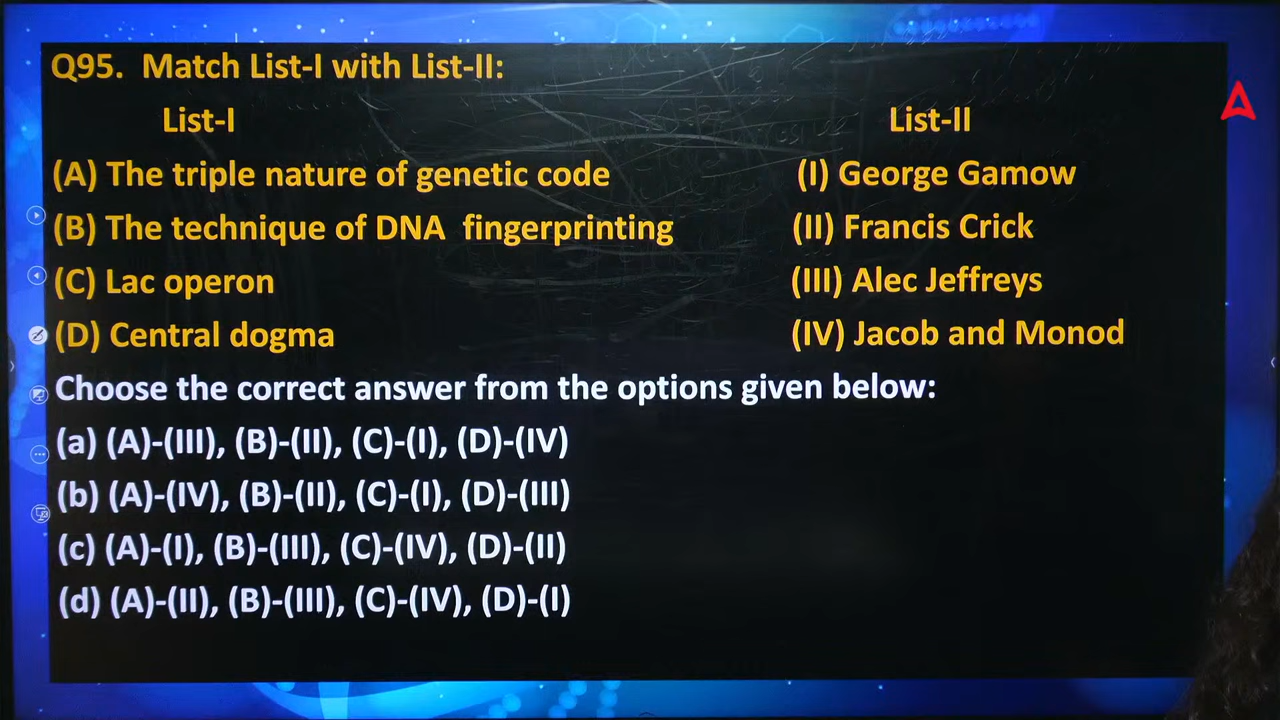 Q95. Match List-I with List-II:
List-I List-II
(A) The triple nature of genetic code (I) George Gamow
(B) The technique of DNA fingerprinting (II) Francis Crick
(C) Lac operon (III) Alec Jeffreys
(D) Central dogma (IV) Jacob and Monod
Choose the correct answer from the options given below:
(a) (A)-(III), (B)-(II), (C)-(I), (D)-(IV)
(b) (A)-(IV), (B)-(II), (C)-(I), (D)-(III)
(c) (A)-(I), (B)-(III), (C)-(IV), (D)-(II)
(d) (A)-(II), (B)-(III), (C)-(IV), (D)-(I)